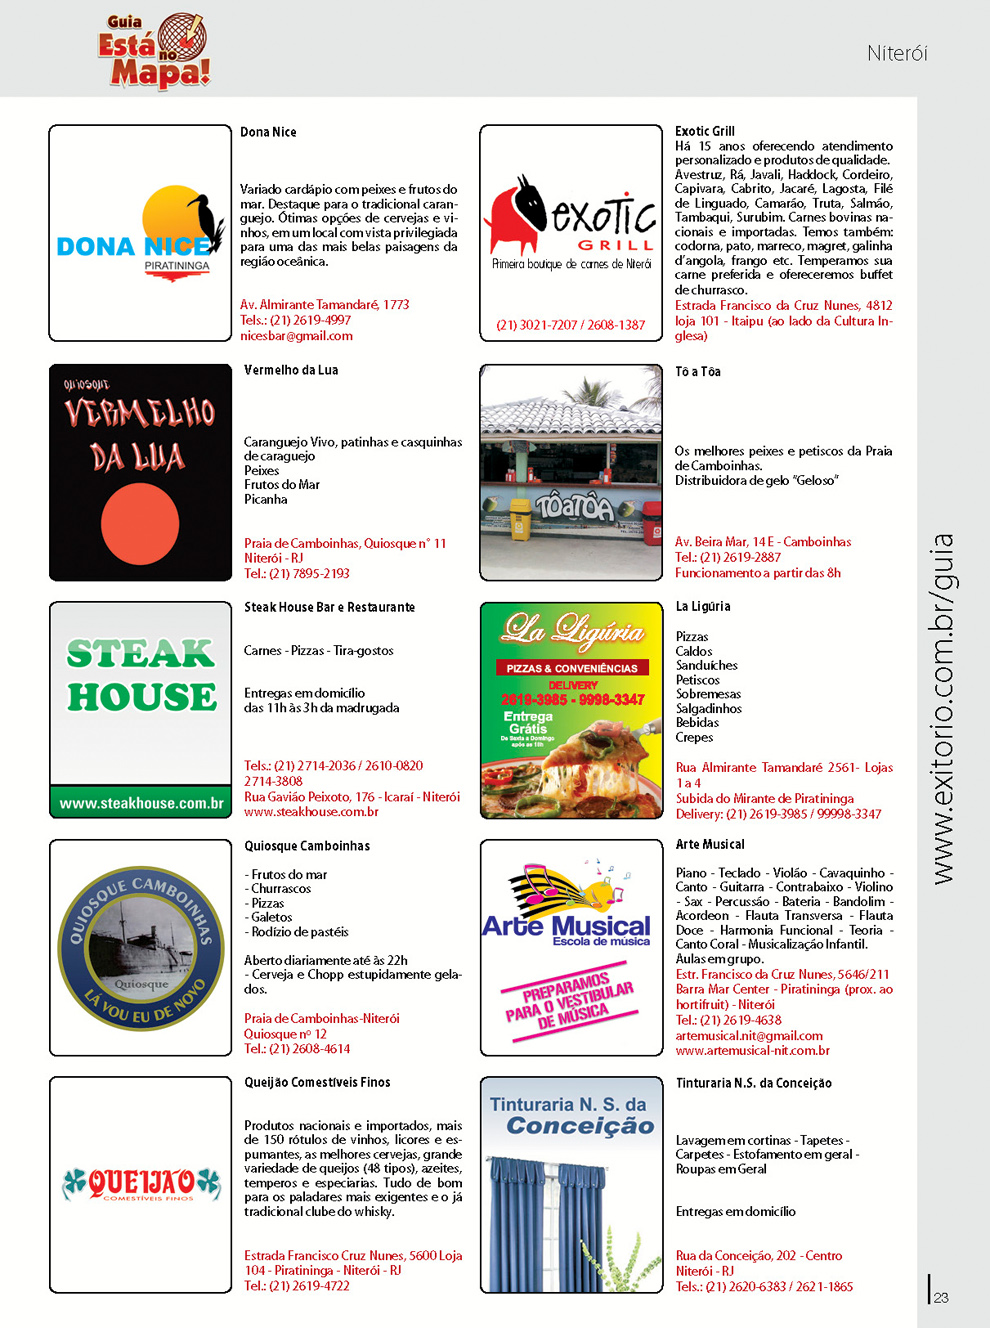 Guia
Está
no
Mapa!
Niterói
DONA NICE
PIRATININGA
Dona Nice
Variado cardápio com peixes e frutos do
mar. Destaque para o tradicional caran-
guejo. Ótimas opções de cervejas e vi-
nhos, em um local com vista privilegiada
para uma das mais belas paisagens da
região oceânica.
Av. Almirante Tamandaré, 1773
Tels.: (21) 2619-4997
nicesbar@gmail.com
exotic
GRILL
Primeira boutique de carnes de Niterói
(21) 3021-7207 / 2608-1387
Exotic Grill
Há 15 anos oferecendo atendimento
personalizado e produtos de qualidade.
Avestruz, Rá, Javali, Haddock, Cordeiro,
Capivara, Cabrito, Jacaré, Lagosta, Filé
de Linguado, Camarão, Truta, Salmão,
Tambaqui, Surubim. Carnes bovinas na-
cionais e importadas. Temos também:
codorna, pato, marreco, magret, galinha
d'angola, frango etc. Temperamos sua
carne preferida e ofereceremos buffet
de churrasco.
Estrada Francisco da Cruz Nunes, 4812
loja 101 - Itaipu (ao lado da Cultura In-
glesa)
QUIOSQUE
VERMELHO
DA LUA
Vermelho da Lua
Caranguejo Vivo, patinhas e casquinhas
de caraguejo
Peixes
Frutos do Mar
Picanha
Praia de Camboinhas, Quiosque n° 11
Niterói - RJ
Tel.: (21) 7895-2193
TÔaTÔA
Tô a Tôa
Os melhores peixes e petiscos da Praia
de Camboinhas.
Distribuidora de gelo "Geloso"
Av. Beira Mar, 14 E - Camboinhas
Tel.: (21) 2619-2887
Funcionamento a partir das 8h
STEAK
HOUSE
www.steakhouse.com.br
Steak House Bar e Restaurante
Carnes - Pizzas - Tira-gostos
Entregas em domicílio
das 11h às 3h da madrugada
Tels.: (21) 2714-2036 / 2610-0820
2714-3808
Rua Gavião Peixoto, 176 - Icaraí - Niterói
www.steakhouse.com.br
La Ligúria
PIZZAS & CONVENIÊNCIAS
DELIVERY
2619-3985 - 9998-3347
Entrega
Grátis
De Sexta a Domingo
após as 18h
La Ligúria
Pizzas
Caldos
Sanduíches
Petiscos
Sobremesas
Salgadinhos
Bebidas
Crepes
Rua Almirante Tamandaré 2561- Lojas
1 a 4
Subida do Mirante de Piratininga
Delivery: (21) 2619-3985 / 99998-3347
QUIOSQUE CAMBOINHAS
Quiosque
LÁ VOU EU DE NOVO
Quiosque Camboinhas
- Frutos do mar
- Churrascos
- Pizzas
- Galetos
- Rodízio de pastéis
Aberto diariamente até às 22h
- Cerveja e Chopp estupidamente gela-
dos.
Praia de Camboinhas-Niterói
Quiosque nº 12
Tel.: (21) 2608-4614
Arte Musical
Escola de música
PREPARAMOS
PARA O VESTIBULAR
DE MÚSICA
Arte Musical
Piano - Teclado - Violáo - Cavaquinho -
Canto - Guitarra - Contrabaixo - Violino
- Sax - Percussáo - Bateria - Bandolim -
Acordeon - Flauta Transversa - Flauta
Doce - Harmonia Funcional - Teoria -
Canto Coral - Musicalização Infantil.
Aulas em grupo.
Estr. Francisco da Cruz Nunes, 5646/211
Barra Mar Center - Piratininga (prox. ao
hortifruit) - Niterói
Tel.: (21) 2619-4638
artemusical.nit@gmail.com
www.artemusical-nit.com.br
QUEIJÃO
COMESTÍVEIS FINOS
Queijão Comestíveis Finos
Produtos nacionais e importados, mais
de 150 rótulos de vinhos, licores e es-
pumantes, as melhores cervejas, grande
variedade de queijos (48 tipos), azeites,
temperos e especiarias. Tudo de bom
para os paladares mais exigentes e o já
tradicional clube do whisky.
Estrada Francisco Cruz Nunes, 5600 Loja
104 - Piratininga - Niterói - RJ
Tel.: (21) 2619-4722
Tinturaria N. S. da
Conceição
Tinturaria N.S. da Conceição
Lavagem em cortinas - Tapetes -
Carpetes - Estofamento em geral -
Roupas em Geral
Entregas em domicílio
Rua da Conceição, 202 - Centro
Niterói - RJ
Tels.: (21) 2620-6383 / 2621-1865
www.exitorio.com.br/guia
23